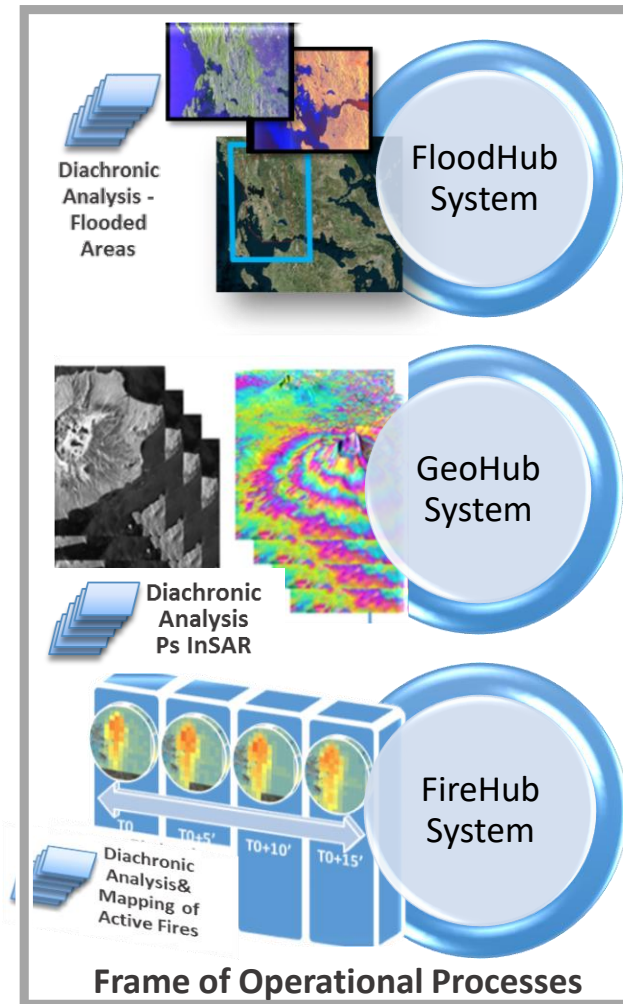 Diachronic
Analysis -
Flooded
Areas
FloodHub
System
GeoHub
System
Diachronic
Analysis
Ps InSAR
FireHub
System
T0
T0+5'
T0+10'
T0+15'
Diachronic
Analysis&
Mapping of
Active Fires
Frame of Operational Processes